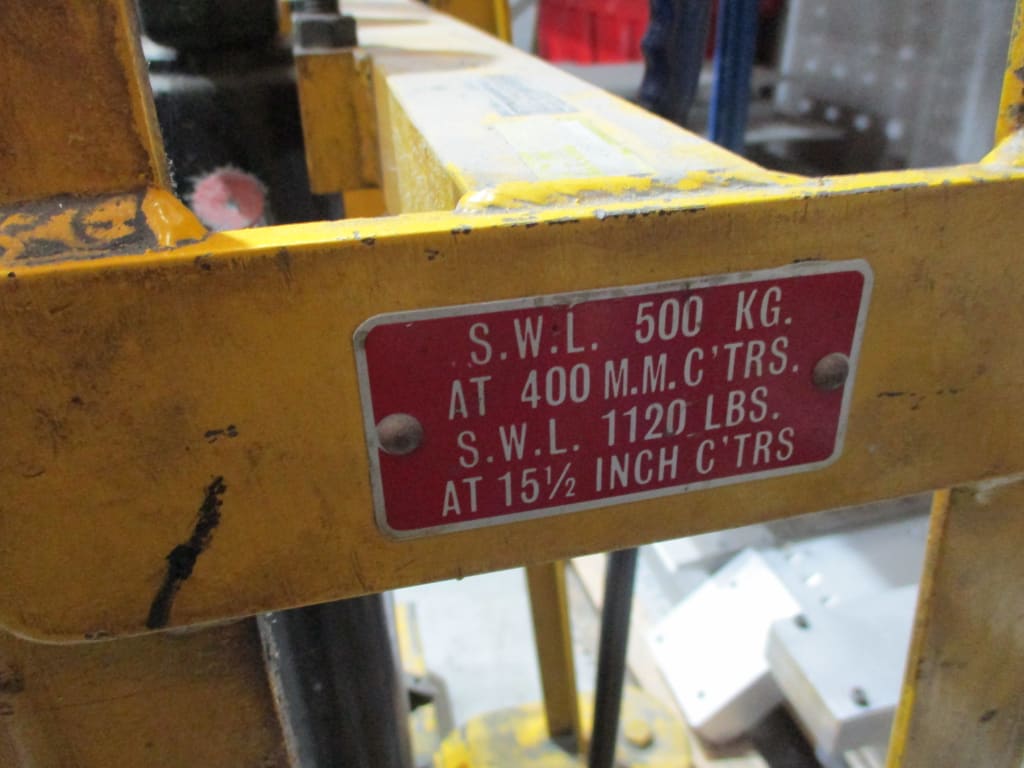 S.W.L. 500 KG.
AT 400 M.M. C'TRS.
S.W.L. 1120 LBS.
AT 15½ INCH C'TRS